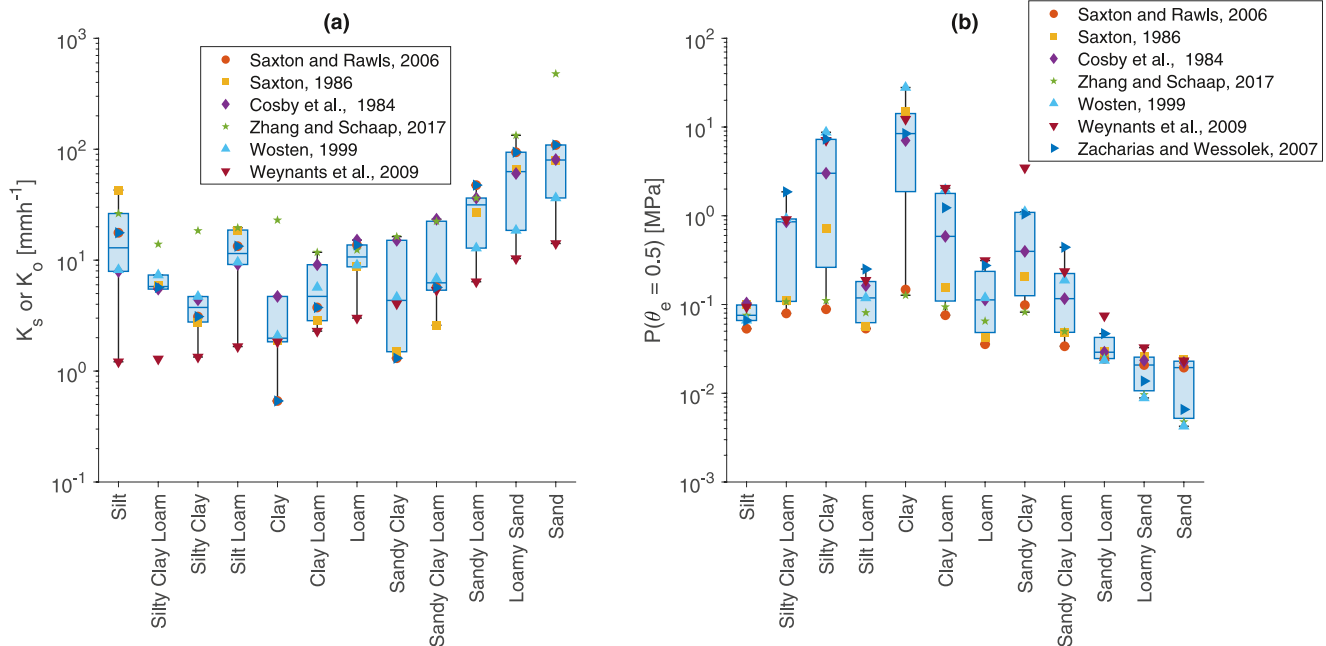 (a)
10^3
10^2
10^1
10^0
10^-1
K_s or K_o [mmh^-1]
Saxton and Rawls, 2006
Saxton, 1986
Cosby et al., 1984
Zhang and Schaap, 2017
Wosten, 1999
Weynants et al., 2009
Silt
Silty Clay Loam
Silty Clay
Silt Loam
Clay
Clay Loam
Loam
Sandy Clay
Sandy Clay Loam
Sandy Loam
Loamy Sand
Sand
(b)
10^2
10^1
10^0
10^-1
10^-2
10^-3
P(θ_e = 0.5) [MPa]
Saxton and Rawls, 2006
Saxton, 1986
Cosby et al., 1984
Zhang and Schaap, 2017
Wosten, 1999
Weynants et al., 2009
Zacharias and Wessolek, 2007
Silt
Silty Clay Loam
Silty Clay
Silt Loam
Clay
Clay Loam
Loam
Sandy Clay
Sandy Clay Loam
Sandy Loam
Loamy Sand
Sand